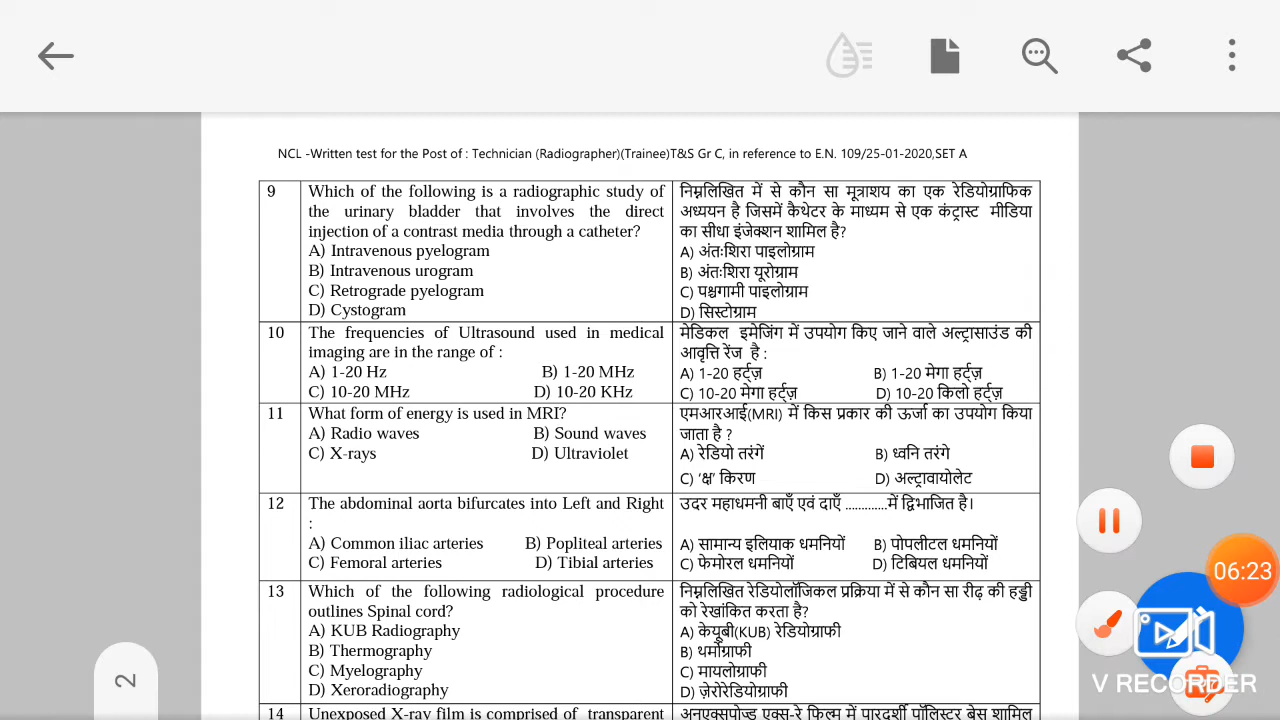 NCL -Written test for the Post of : Technician (Radiographer)(Trainee)T&S Gr C, in reference to E.N. 109/25-01-2020,SET A
9
Which of the following is a radiographic study of
the urinary bladder that involves the direct
injection of a contrast media through a catheter?
A) Intravenous pyelogram
B) Intravenous urogram
C) Retrograde pyelogram
D) Cystogram
निम्नलिखित में से कौन सा मूत्राशय का एक रेडियोग्राफिक
अध्ययन है जिसमें कैथेटर के माध्यम से एक कंट्रास्ट मीडिया
का सीधा इंजेक्शन शामिल है?
A) अंतःशिरा पाइलोग्राम
B) अंतःशिरा यूरोग्राम
C) पश्चगामी पाइलोग्राम
D) सिस्टोग्राम
10
The frequencies of Ultrasound used in medical
imaging are in the range of :
A) 1-20 Hz B) 1-20 MHz
C) 10-20 MHz D) 10-20 KHz
मेडिकल इमेजिंग में उपयोग किए जाने वाले अल्ट्रासाउंड की
आवृत्ति रेंज है :
A) 1-20 हर्ट्ज़ B) 1-20 मेगा हर्ट्ज़
C) 10-20 मेगा हर्ट्ज़ D) 10-20 किलो हर्ट्ज़
11
What form of energy is used in MRI?
A) Radio waves B) Sound waves
C) X-rays D) Ultraviolet
एमआरआई(MRI) में किस प्रकार की ऊर्जा का उपयोग किया
जाता है ?
A) रेडियो तरंगें B) ध्वनि तरंगे
C) 'क्ष' किरण D) अल्ट्रावायोलेट
12
The abdominal aorta bifurcates into Left and Right
:
A) Common iliac arteries B) Popliteal arteries
C) Femoral arteries D) Tibial arteries
उदर महाधमनी बाएँ एवं दाएँ .............में द्विभाजित है।
A) सामान्य इलियाक धमनियों B) पोपलीटल धमनियों
C) फेमोरल धमनियों D) टिबियल धमनियों
13
Which of the following radiological procedure
outlines Spinal cord?
A) KUB Radiography
B) Thermography
C) Myelography
D) Xeroradiography
निम्नलिखित रेडियोलॉजिकल प्रक्रिया में से कौन सा रीढ़ की हड्डी
को रेखांकित करता है?
A) केयूबी(KUB) रेडियोग्राफी
B) थर्मोग्राफी
C) मायलोग्राफी
D) ज़ेरोरेडियोग्राफी
14
Unexposed X-ray film is comprised of transparent
अनएक्सपोज्ड एक्स-रे फिल्म में पारदर्शी पॉलिस्टर बेस शामिल
2
06:23
V RECORDER